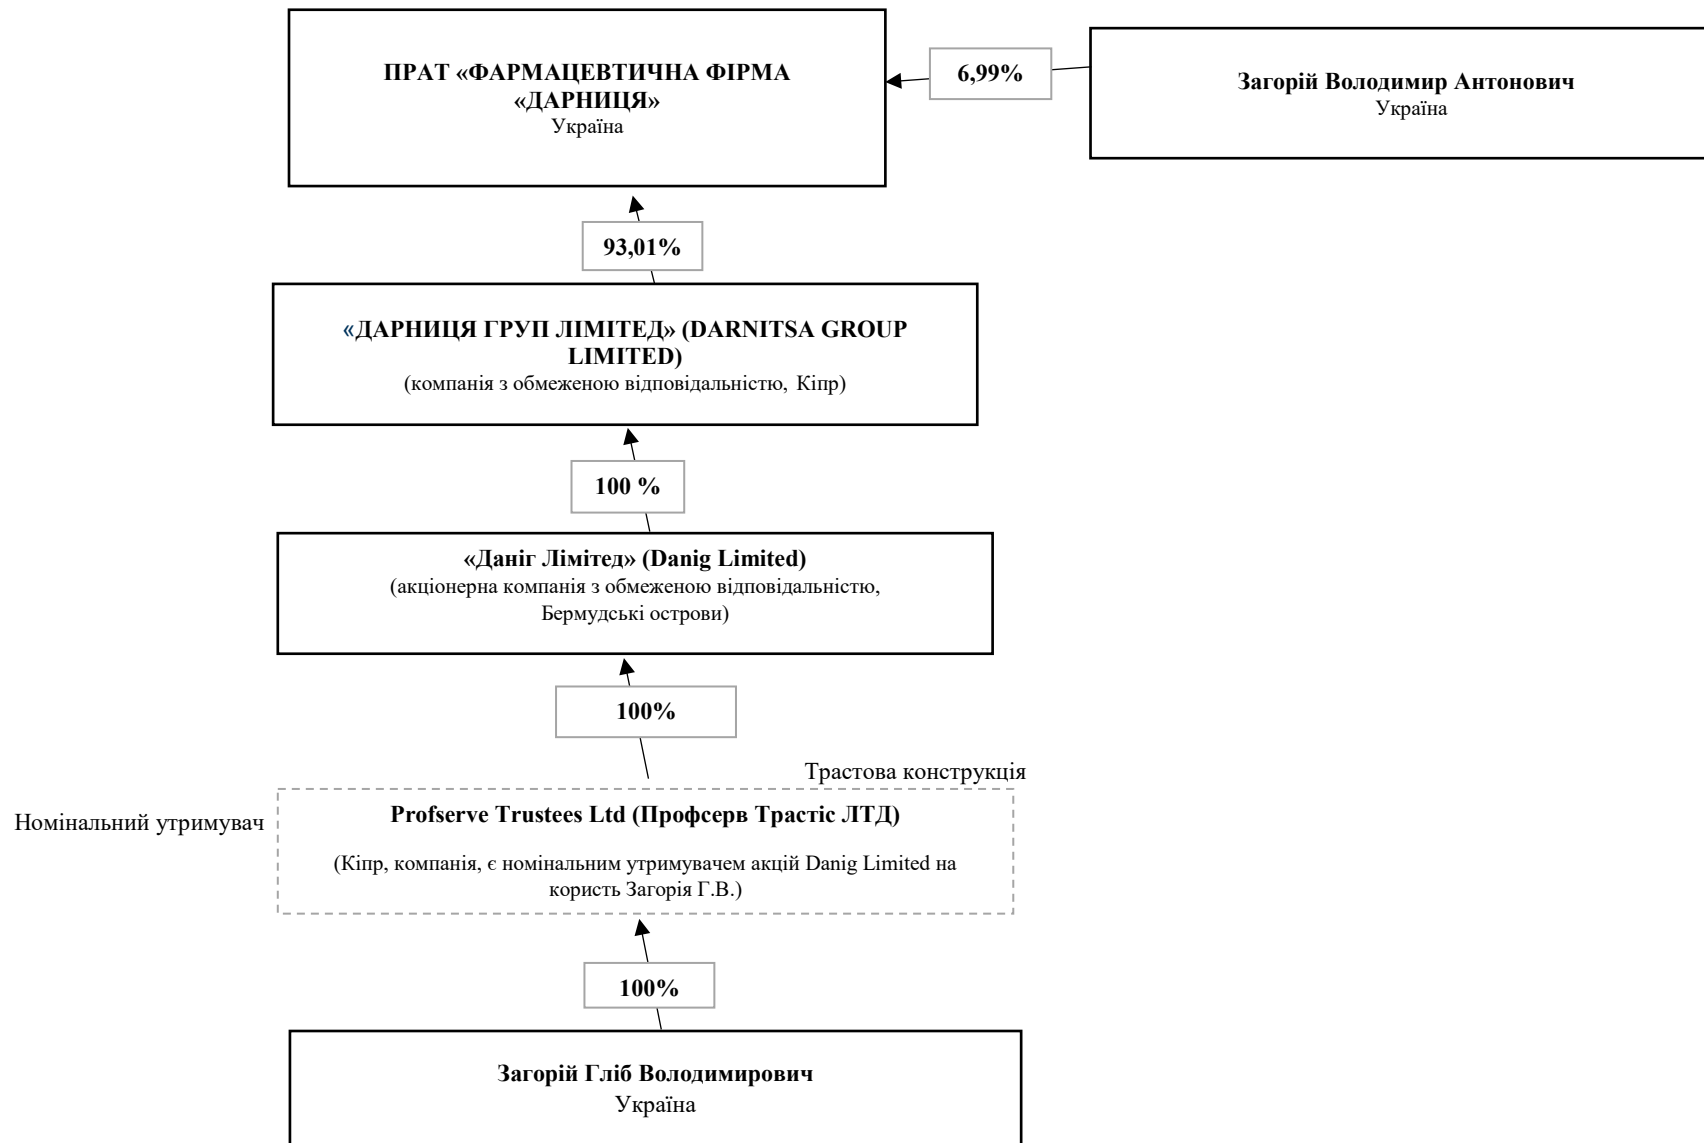 ПРАТ «ФАРМАЦЕВТИЧНА ФІРМА
«ДАРНИЦЯ»
Україна
6,99%
Загорій Володимир Антонович
Україна
93,01%
«ДАРНИЦЯ ГРУП ЛІМІТЕД» (DARNITSA GROUP
LIMITED)
(компанія з обмеженою відповідальністю, Кіпр)
100 %
«Даніг Лімітед» (Danig Limited)
(акціонерна компанія з обмеженою відповідальністю,
Бермудські острови)
100%
Трастова конструкція
Номінальний утримувач
Profserve Trustees Ltd (Профсерв Трастіс ЛТД)
(Кіпр, компанія, є номінальним утримувачем акцій Danig Limited на
користь Загорія Г.В.)
100%
Загорій Гліб Володимирович
Україна